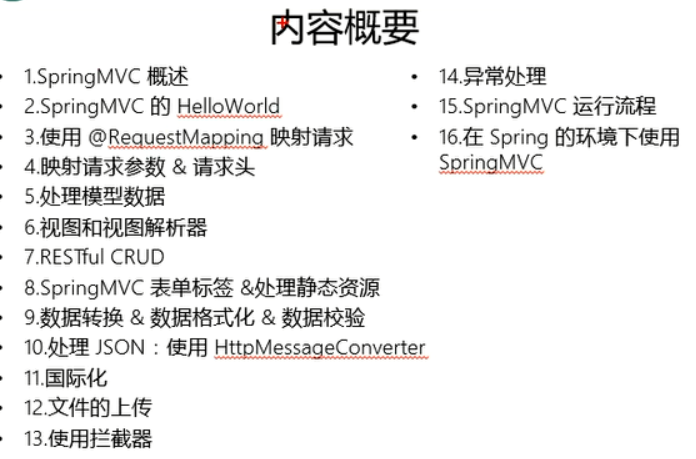 内容概要
• 1.SpringMVC 概述
• 2.SpringMVC 的 HelloWorld
• 3.使用 @RequestMapping 映射请求
• 4.映射请求参数 & 请求头
• 5.处理模型数据
• 6.视图和视图解析器
• 7.RESTful CRUD
• 8.SpringMVC 表单标签 &处理静态资源
• 9.数据转换 & 数据格式化 & 数据校验
• 10.处理 JSON：使用 HttpMessageConverter
• 11.国际化
• 12.文件的上传
• 13.使用拦截器
• 14.异常处理
• 15.SpringMVC 运行流程
• 16.在 Spring 的环境下使用
SpringMVC